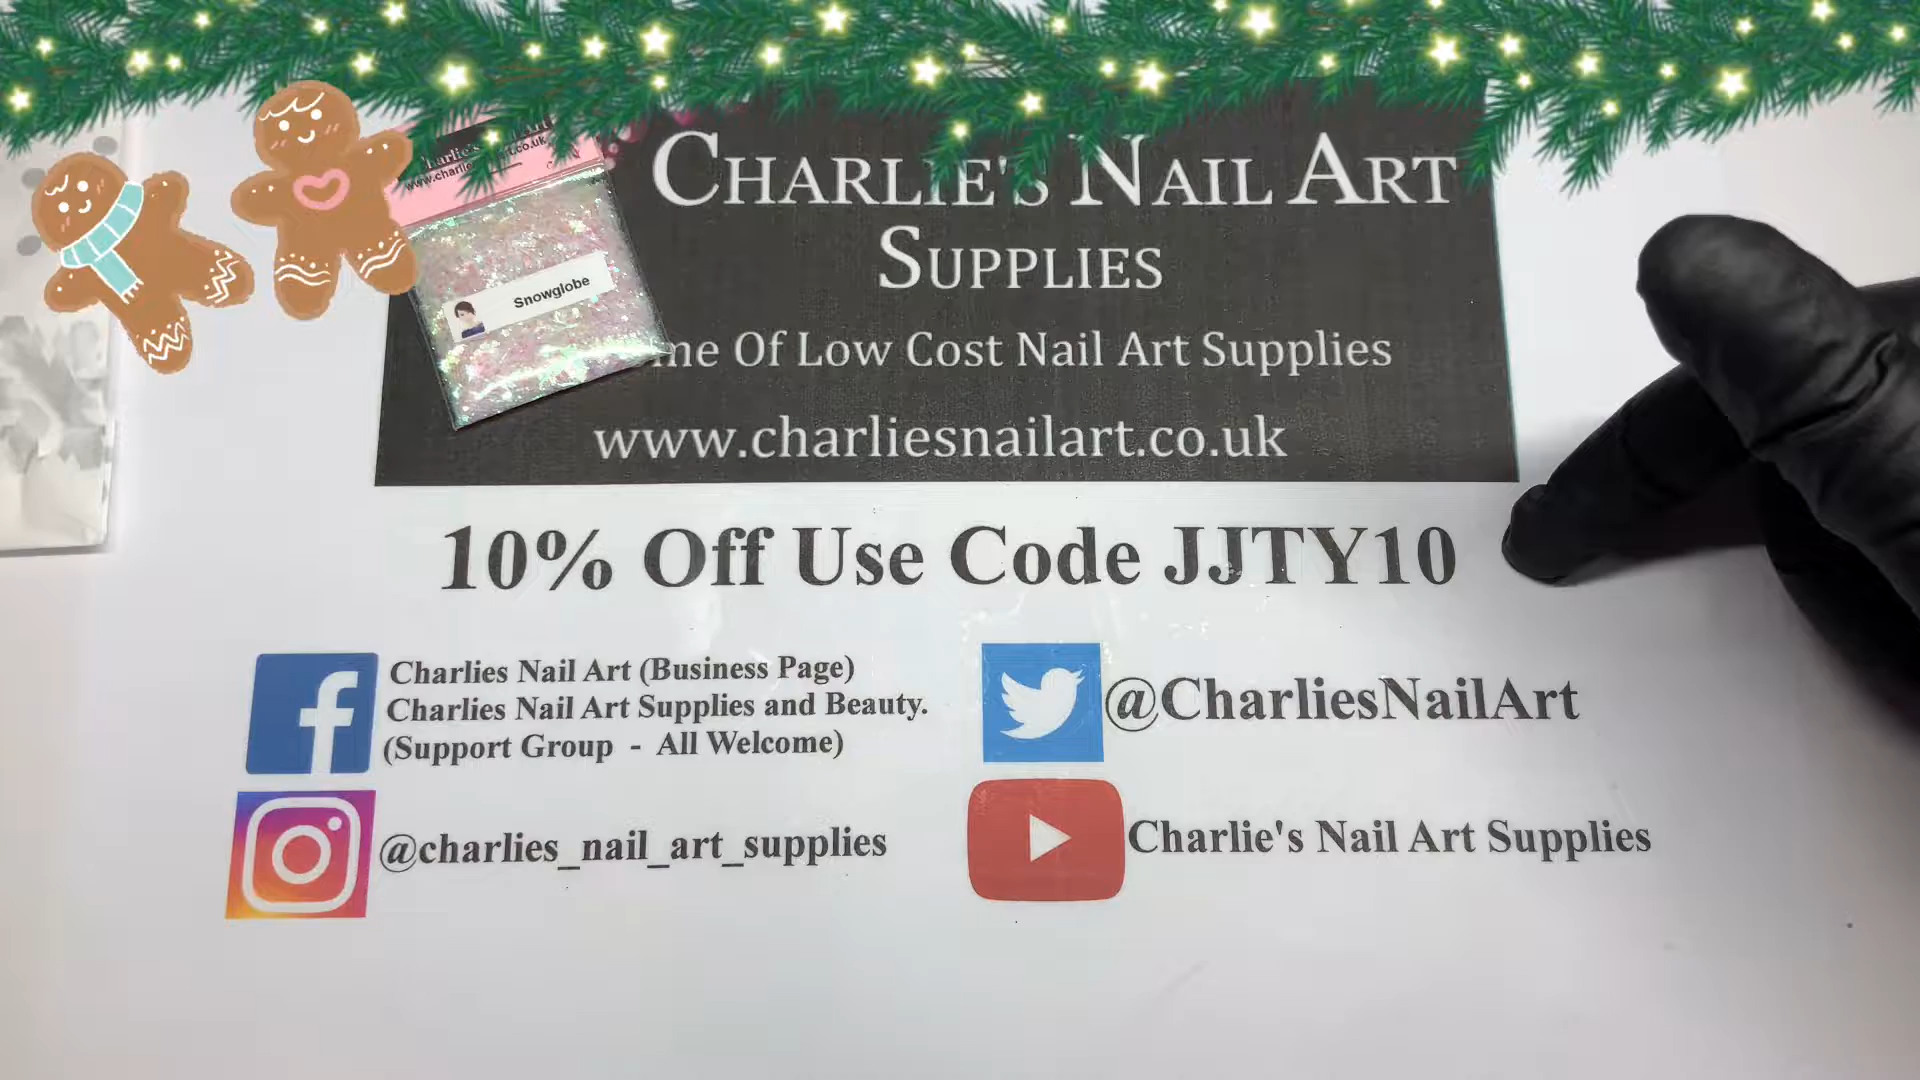 CHARLIE'S NAIL ART
SUPPLIES
Snowglobe
Of Low Cost Nail Art Supplies
www.charliesnailart.co.uk
10% Off Use Code JJTY10
Charlies Nail Art (Business Page)
Charlies Nail Art Supplies and Beauty.
(Support Group - All Welcome)
@CharliesNailArt
@charlies_nail_art_supplies
Charlie's Nail Art Supplies